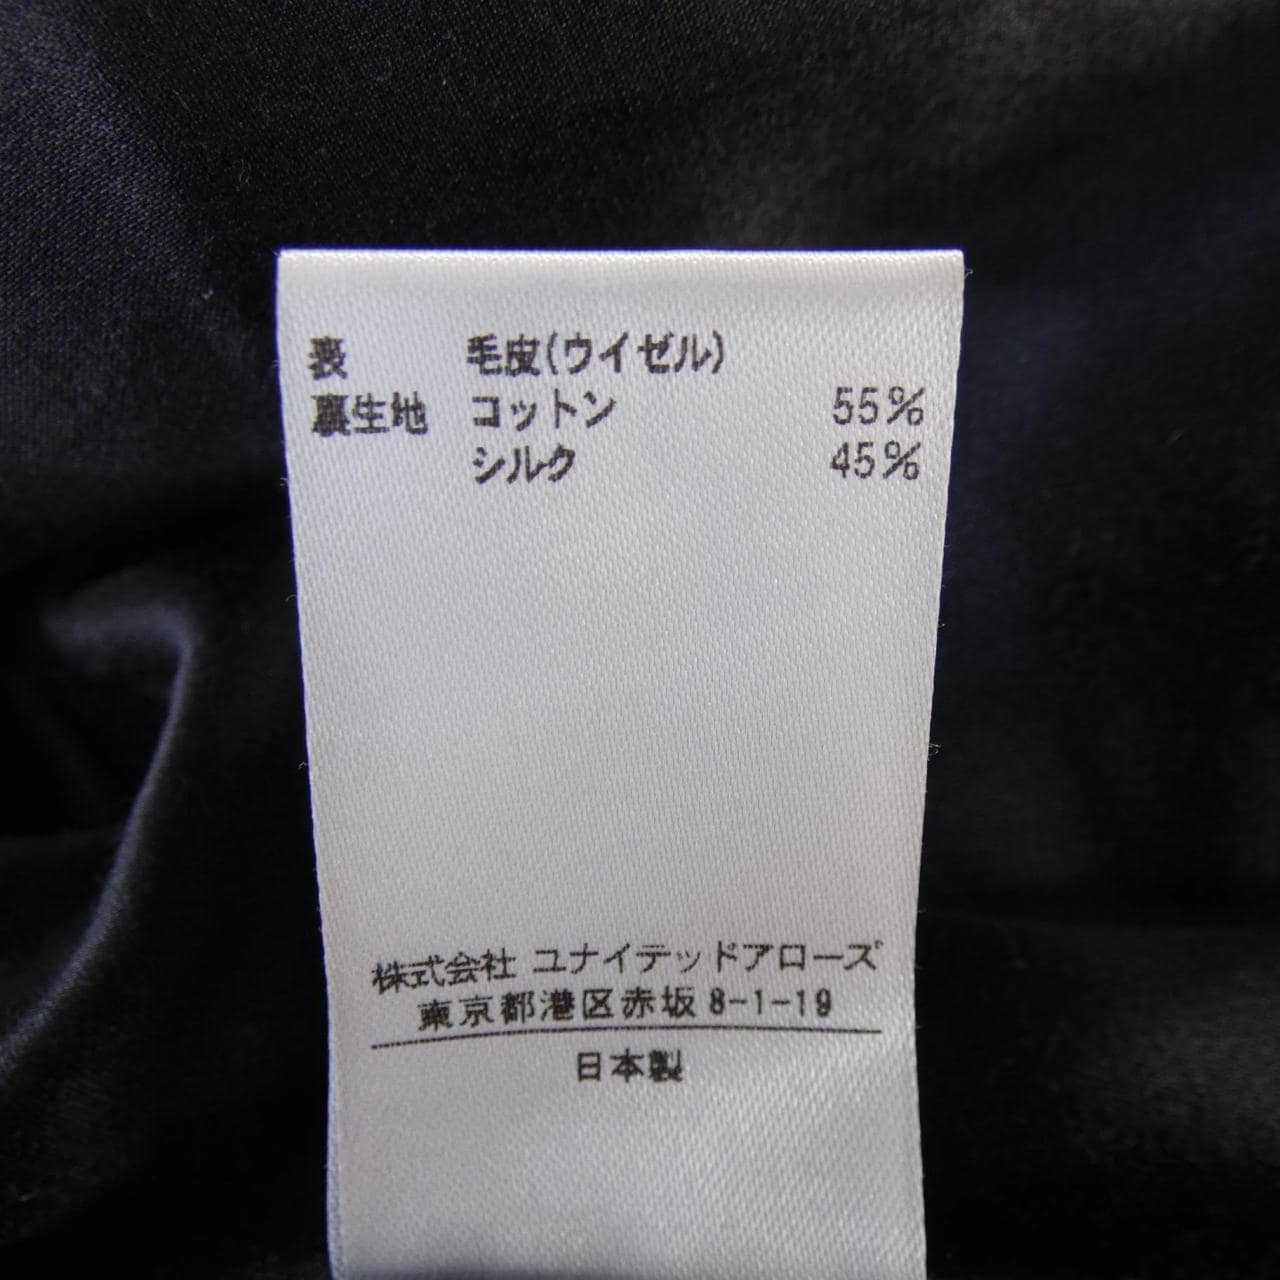 表 毛皮(ウイゼル)
裏生地 コットン 55%
シルク 45%
株式会社 ユナイテッドアローズ
東京都港区赤坂8-1-19
日本製